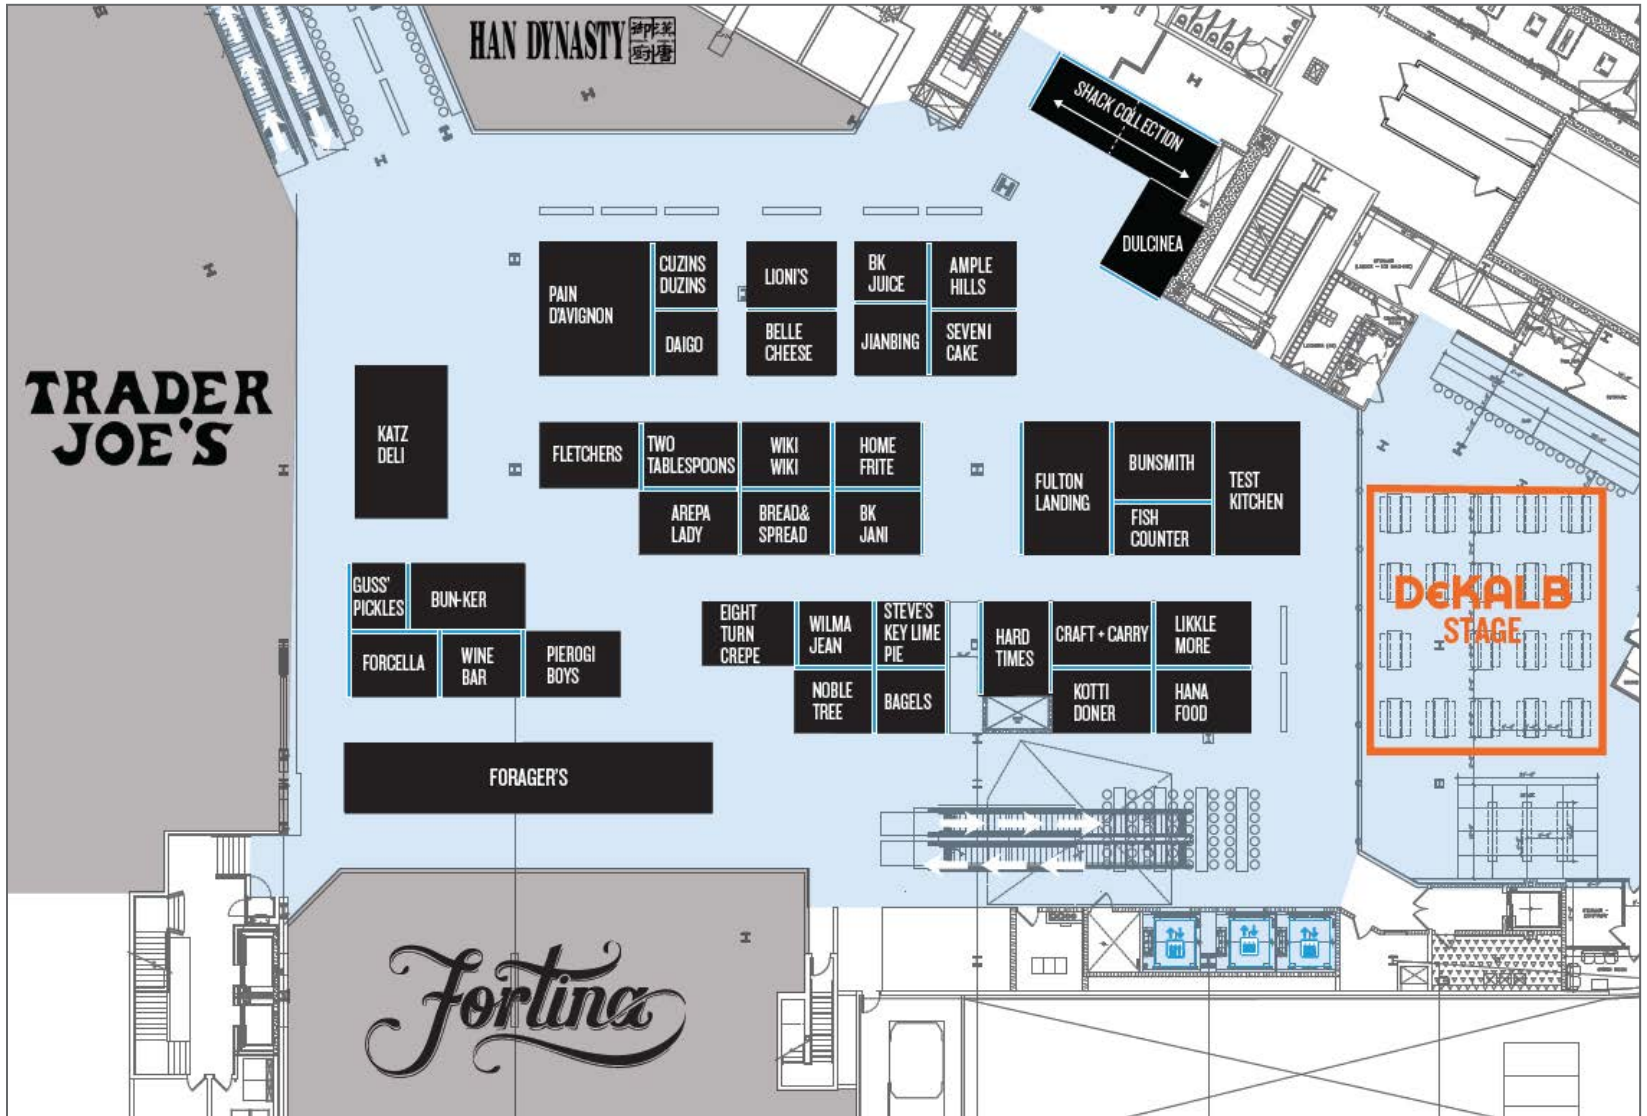 HAN DYNASTY
SHACK COLLECTION
DULCINEA
PAIN
D'AVIGNON
CUZINS
DUZINS
DAIGO
LIONI'S
BELLE
CHEESE
BK
JUICE
JIANBING
AMPLE
HILLS
SEVENI
CAKE
TRADER
JOE'S
KATZ
DELI
FLETCHERS
TWO
TABLESPOONS
WIKI
WIKI
HOME
FRITE
AREPA
LADY
BREAD&
SPREAD
BK
JANI
FULTON
LANDING
BUNSMITH
FISH
COUNTER
TEST
KITCHEN
DEKALB
STAGE
GUSS'
PICKLES
BUN-KER
FORCELLA
WINE
BAR
PIEROGI
BOYS
EIGHT
TURN
CREPE
WILMA
JEAN
STEVE'S
KEY LIME
PIE
NOBLE
TREE
BAGELS
HARD
TIMES
CRAFT + CARRY
LIKKLE
MORE
KOTTI
DONER
HANA
FOOD
FORAGER'S
Fortina